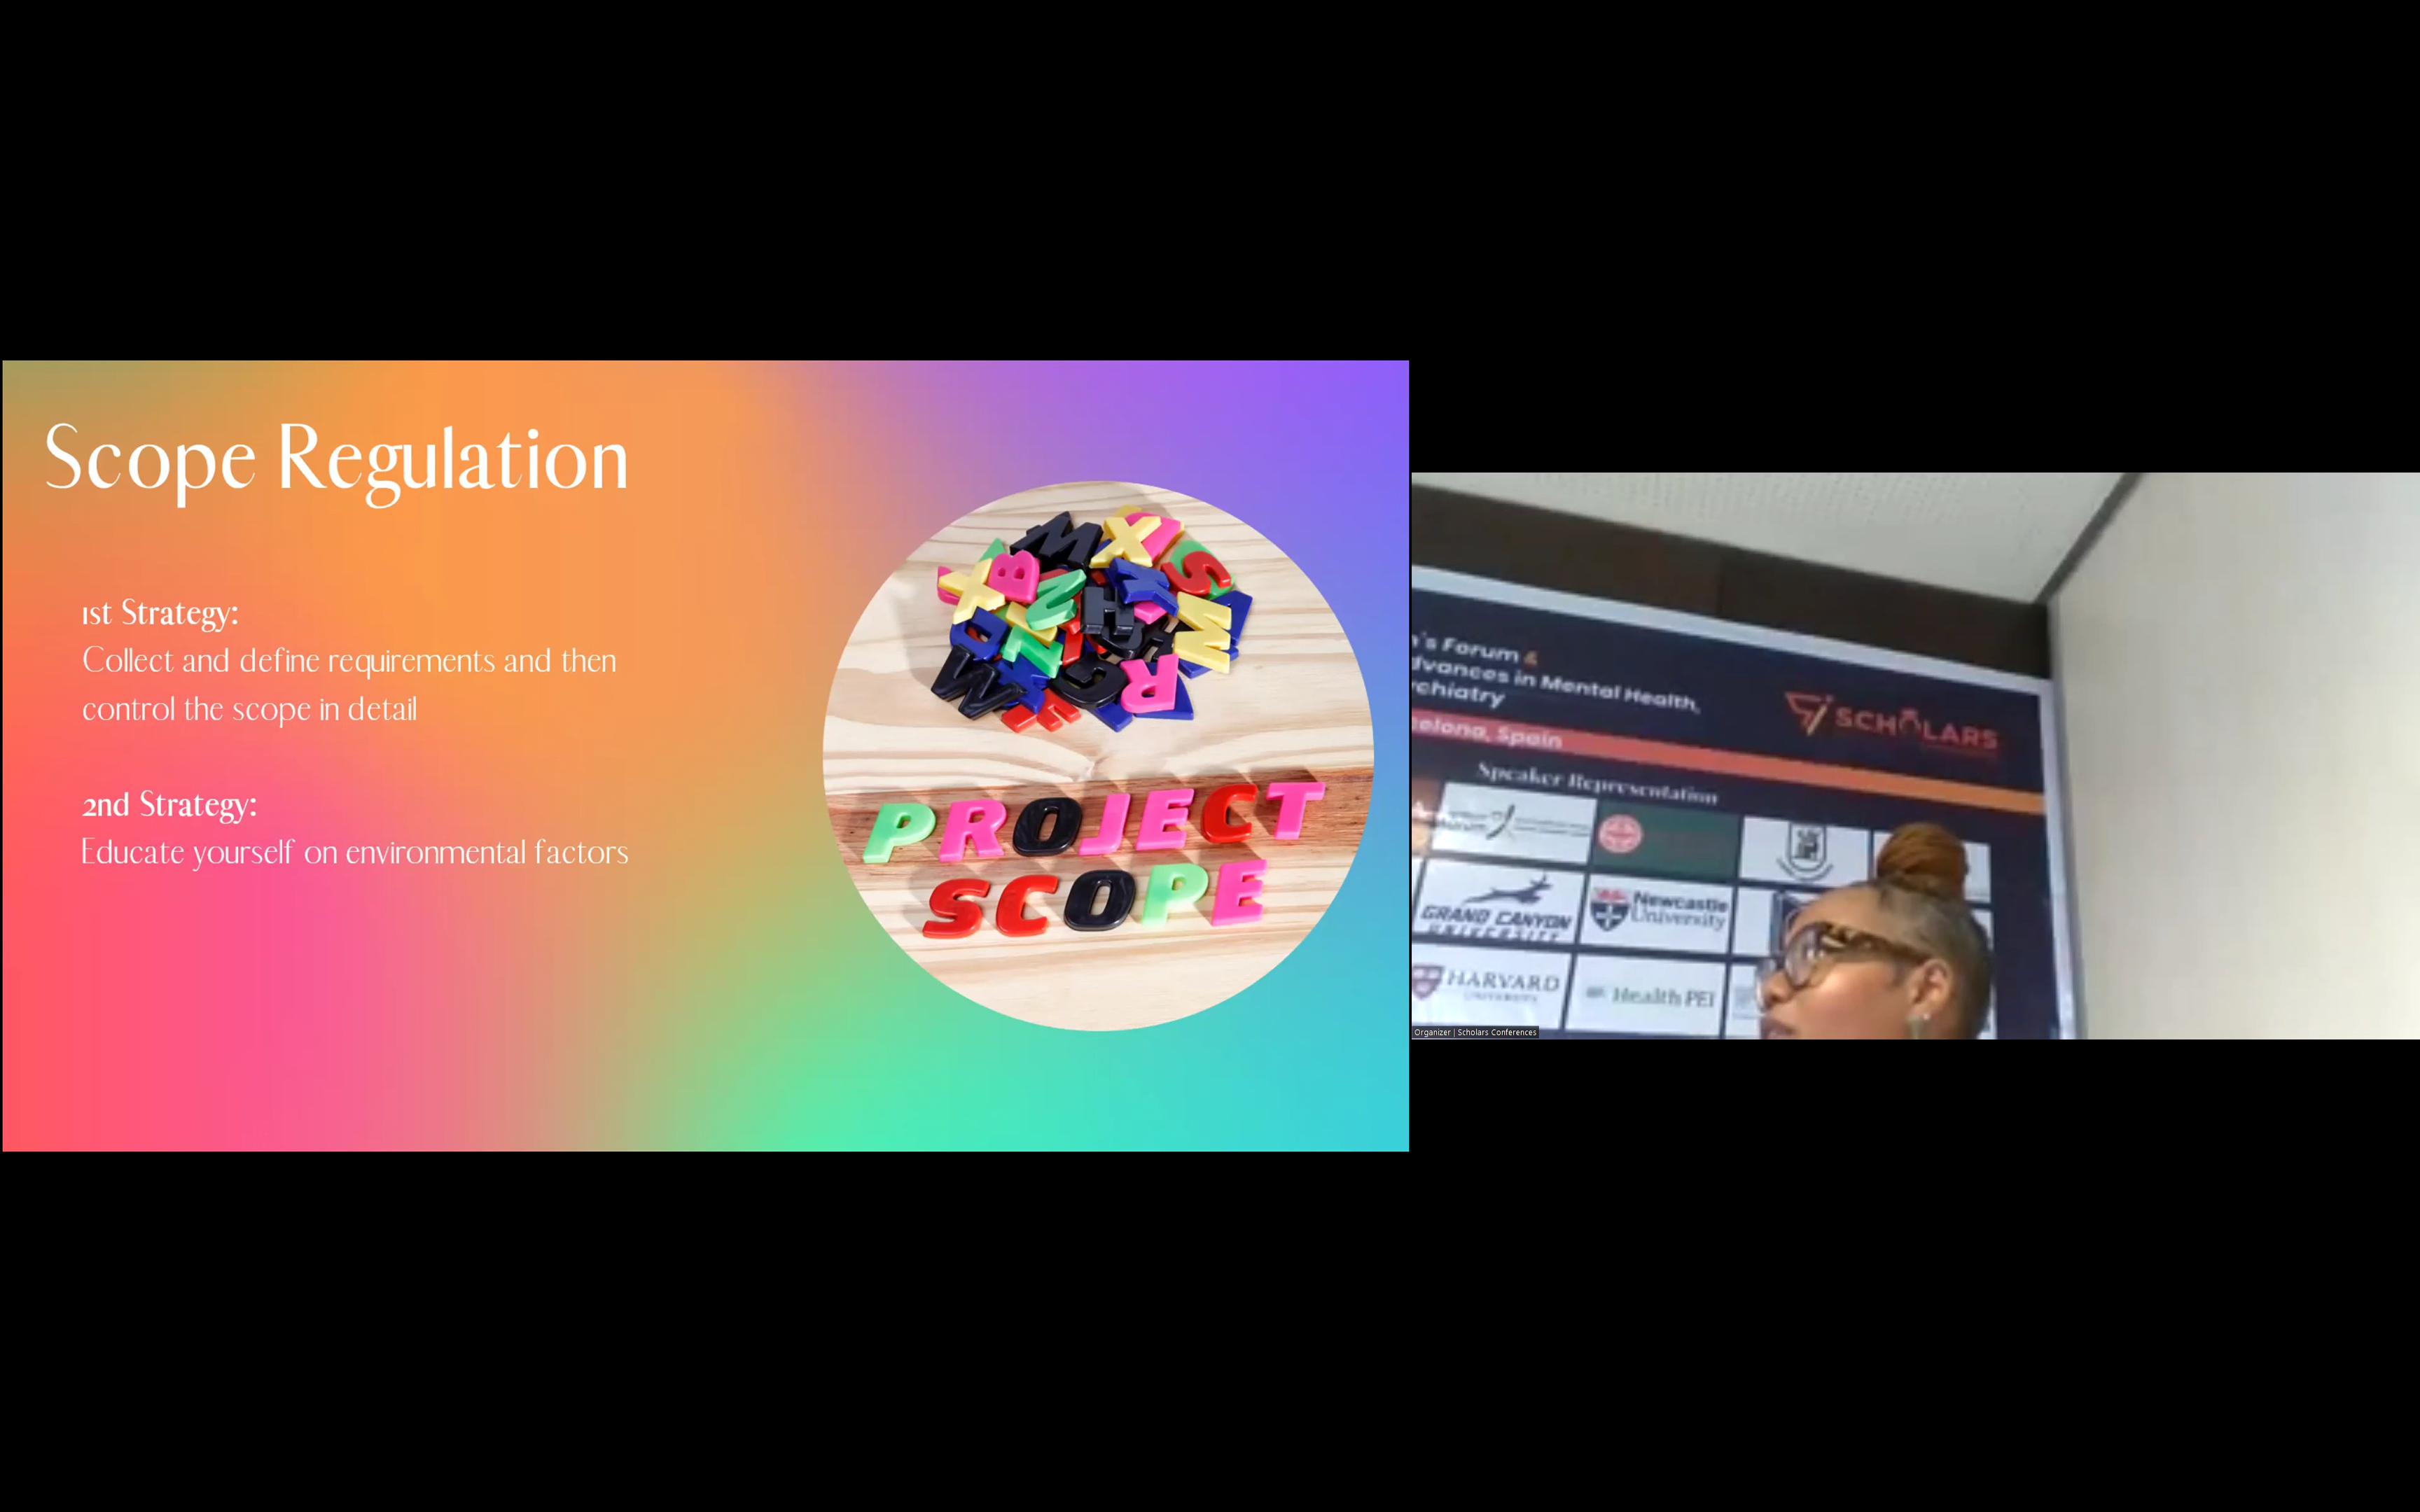 Scope Regulation
1st Strategy:
Collect and define requirements and then
control the scope in detail
2nd Strategy:
Educate yourself on environmental factors
PROJECT
SCOPE
's Forum &
dvances in Mental Health,
chiatry
elona, Spain
SCHOLARS
Speaker Representation
GRAND CANYON
UNIVERSITY
Newcastle
University
HARVARD
UNIVERSITY
Health PEI
Organizer | Scholars Conferences